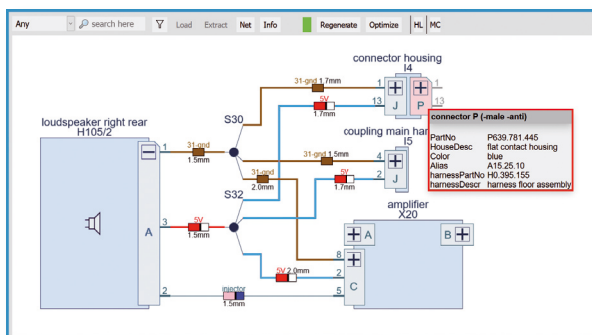 Any
search here
Load
Extract
Net
Info
Regenerate
Optimize
HL
MC
connector housing
I4
31-gnd 1.7mm
1
1
5V
13
J
P
13
1.7mm
S30
connector P (-male -anti)
PartNo P639.781.445
HouseDesc flat contact housing
Color blue
Alias A15.25.10
harnessPartNo H0.395.155
harnessDescr harness floor assembly
loudspeaker right rear
H105/2
coupling main har
I5
31-gnd
1
1.5mm
31-gnd 1.5mm
4
31-gnd
2.0mm
5V
2
J
1.7mm
S32
amplifier
X20
A
5V
3
1.5mm
A
B
8
5V 2.0mm
2
C
injector
2
1.5mm
5